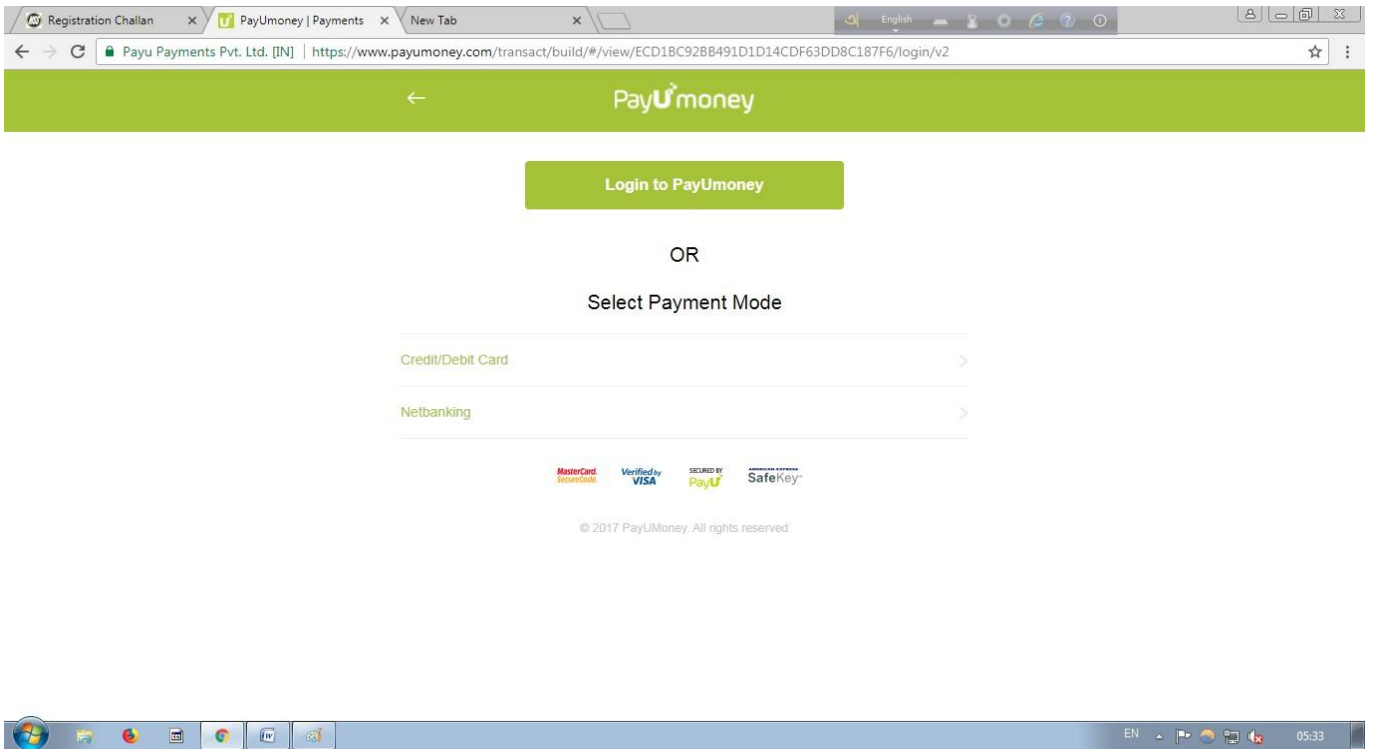 Registration Challan
PayUmoney | Payments
New Tab
English
Payu Payments Pvt. Ltd. [IN] | https://www.payumoney.com/transact/build/#/view/ECD1BC92BB491D1D14CDF63DD8C187F6/login/v2
PayUmoney
Login to PayUmoney
OR
Select Payment Mode
Credit/Debit Card
Netbanking
MasterCard. Verified by SECURED BY AMERICAN EXPRESS
SecureCode. VISA PayU SafeKey
© 2017 PayUMoney. All rights reserved
EN 05:33